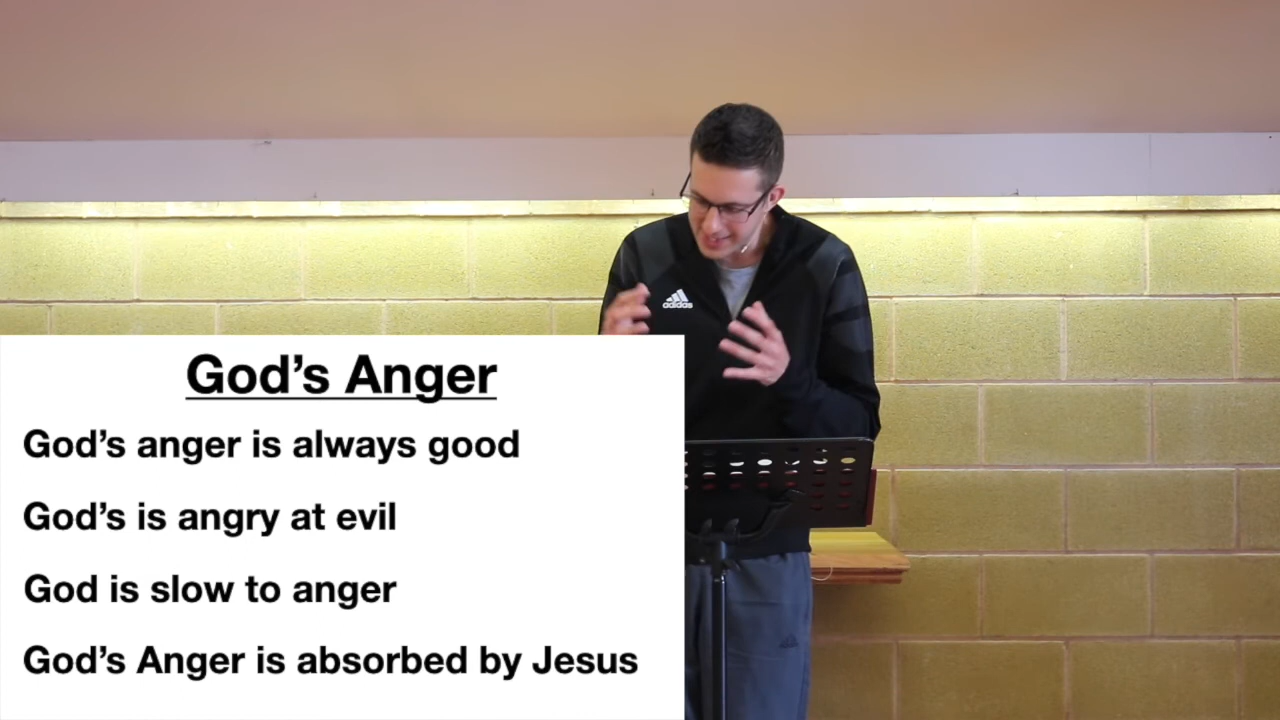 adidas
God’s Anger
God’s anger is always good
God’s is angry at evil
God is slow to anger
God’s Anger is absorbed by Jesus